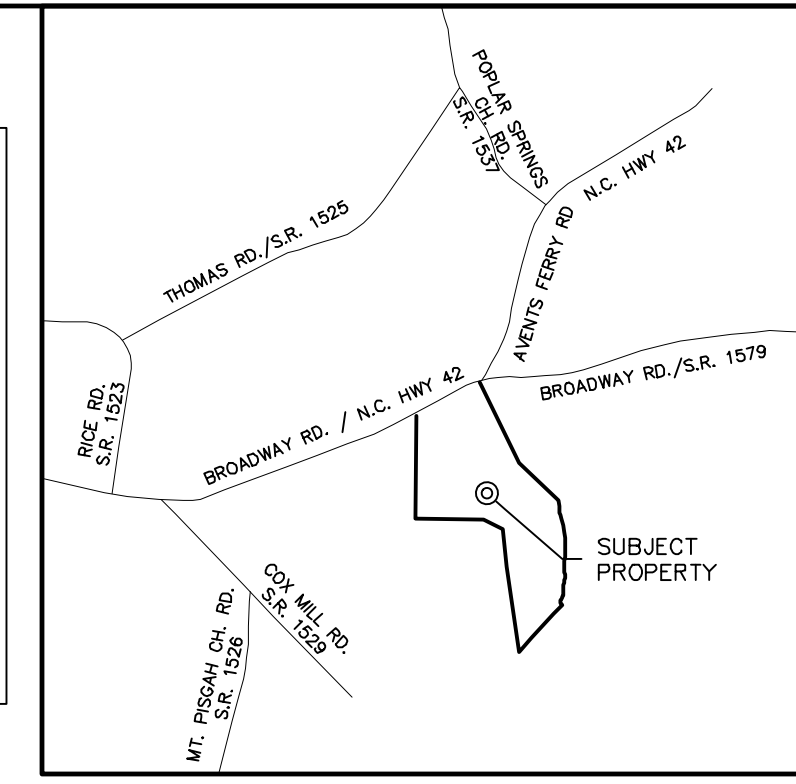 POPLAR SPRINGS
CH. RD.
S.R. 1537
N.C. HWY 42
THOMAS RD./S.R. 1525
AVENTS FERRY RD
BROADWAY RD./S.R. 1579
RICE RD.
S.R. 1523
BROADWAY RD. / N.C. HWY 42
SUBJECT
PROPERTY
COX MILL RD.
S.R. 1529
MT. PISGAH CH. RD.
S.R. 1526